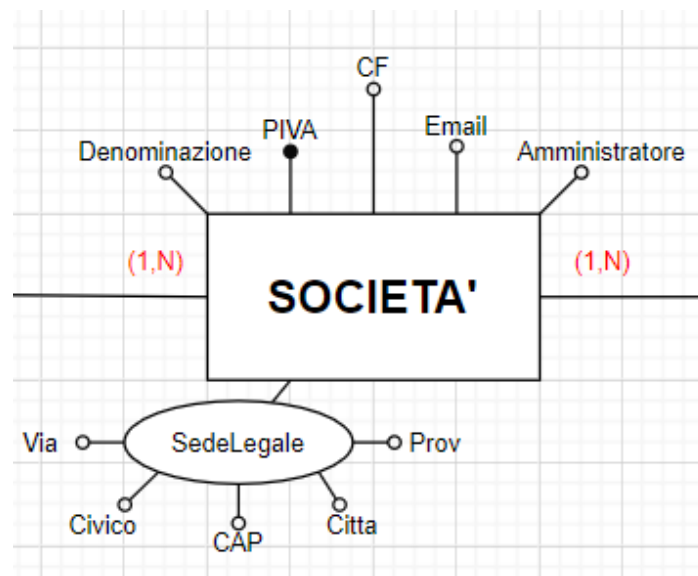 CF
PIVA
Email
Denominazione
Amministratore
(1,N)
(1,N)
SOCIETA'
Via
SedeLegale
Prov
Civico
CAP
Citta